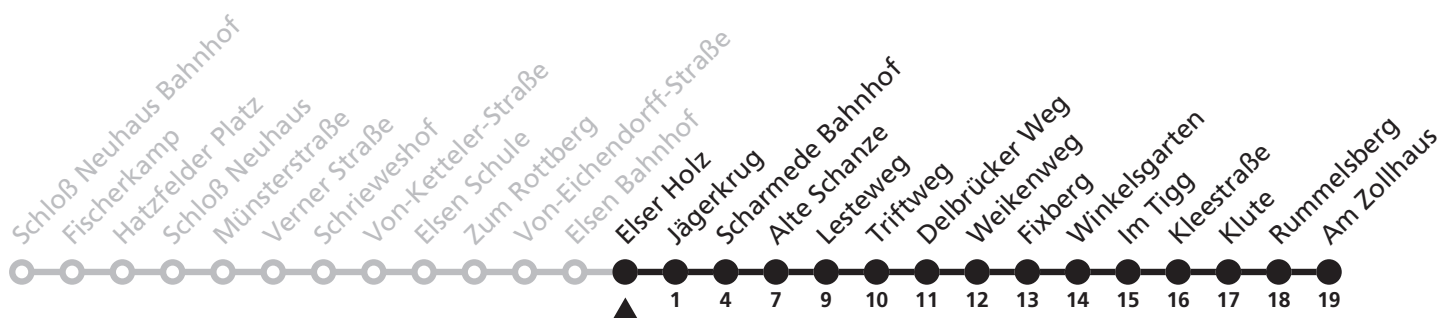 Schloß Neuhaus Bahnhof
Fischerkamp
Hatzfelder Platz
Schloß Neuhaus
Münsterstraße
Verner Straße
Schrieweshof
Von-Ketteler-Straße
Elsen Schule
Zum Rottberg
Von-Eichendorff-Straße
Elsen Bahnhof
Elser Holz
Jägerkrug
Scharmede Bahnhof
Alte Schanze
Lesteweg
Triftweg
Delbrücker Weg
Weikenweg
Fixberg
Winkelsgarten
Im Tigg
Kleestraße
Klute
Rummelsberg
Am Zollhaus
1 4 7 9 10 11 12 13 14 15 16 17 18 19